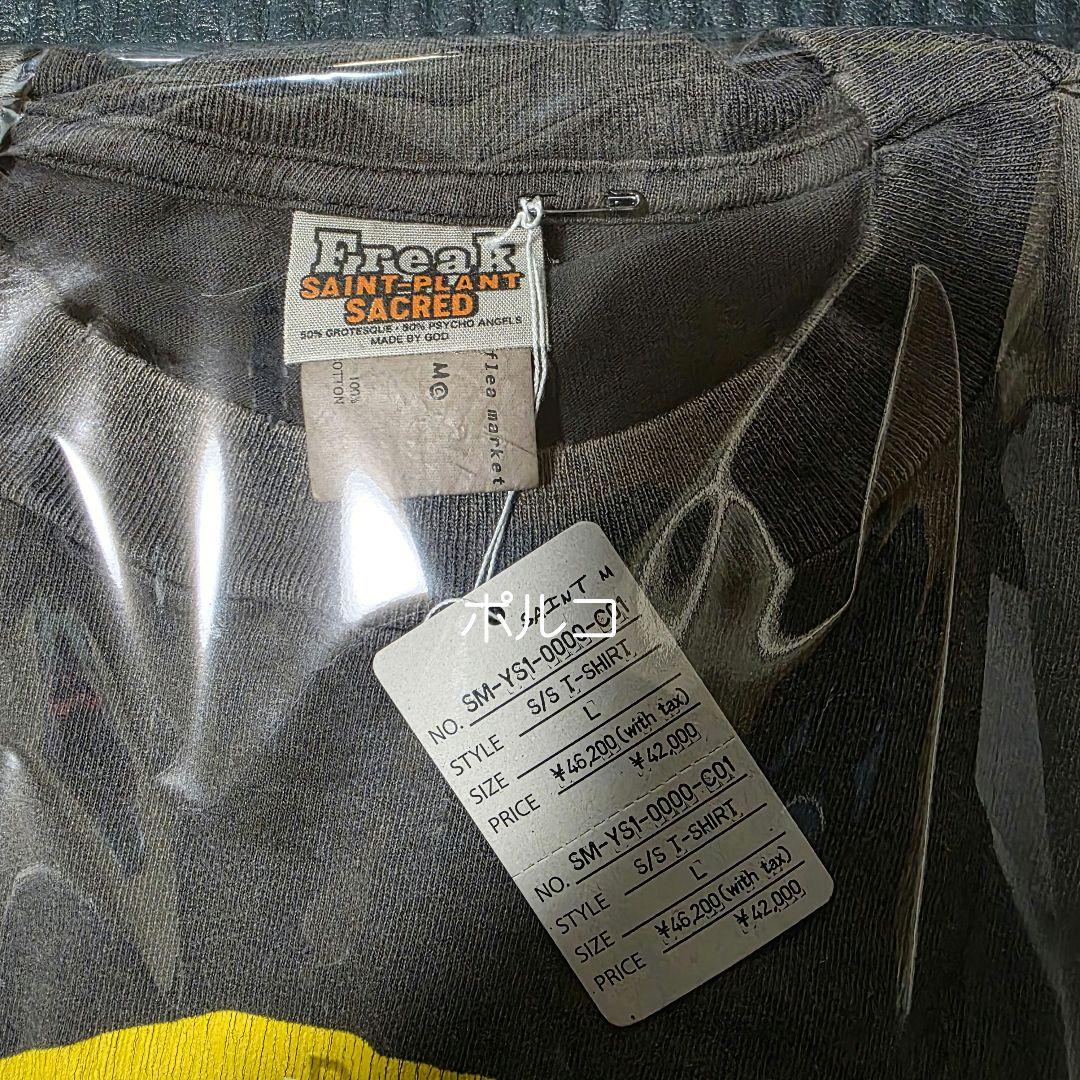 Freak
SAINT=PLANT
SACRED
50% GROTESQUE · 50% PSYCHO ANGELS
MADE BY GOD
flea market
M©
100%
COTTON
ポルコ
SAINT M
NO. SM-YS1-0000-C01
STYLE S/S T-SHIRT
SIZE L
PRICE ¥46,200(with tax)
¥42,000
NO. SM-YS1-0000-C01
STYLE S/S T-SHIRT
SIZE L
PRICE ¥46,200(with tax)
¥42,000